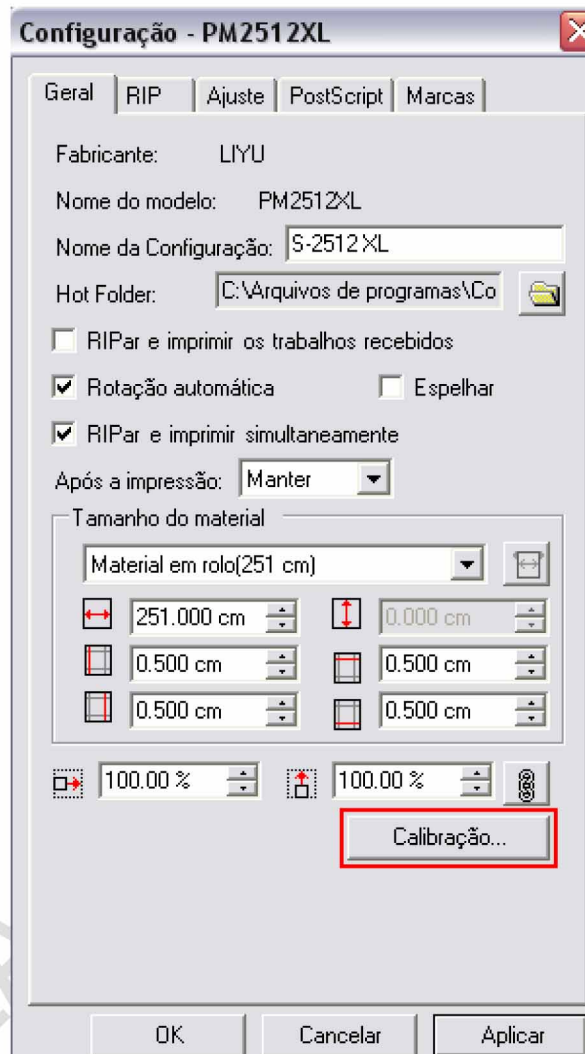 Configuração - PM2512XL
Geral RIP Ajuste PostScript Marcas
Fabricante: LIYU
Nome do modelo: PM2512XL
Nome da Configuração: S-2512 XL
Hot Folder: C:\Arquivos de programas\Co
RIPar e imprimir os trabalhos recebidos
Rotação automática Espelhar
RIPar e imprimir simultaneamente
Após a impressão: Manter
Tamanho do material
Material em rolo(251 cm)
251.000 cm 0.000 cm
0.500 cm 0.500 cm
0.500 cm 0.500 cm
100.00 % 100.00 %
Calibração...
OK Cancelar Aplicar